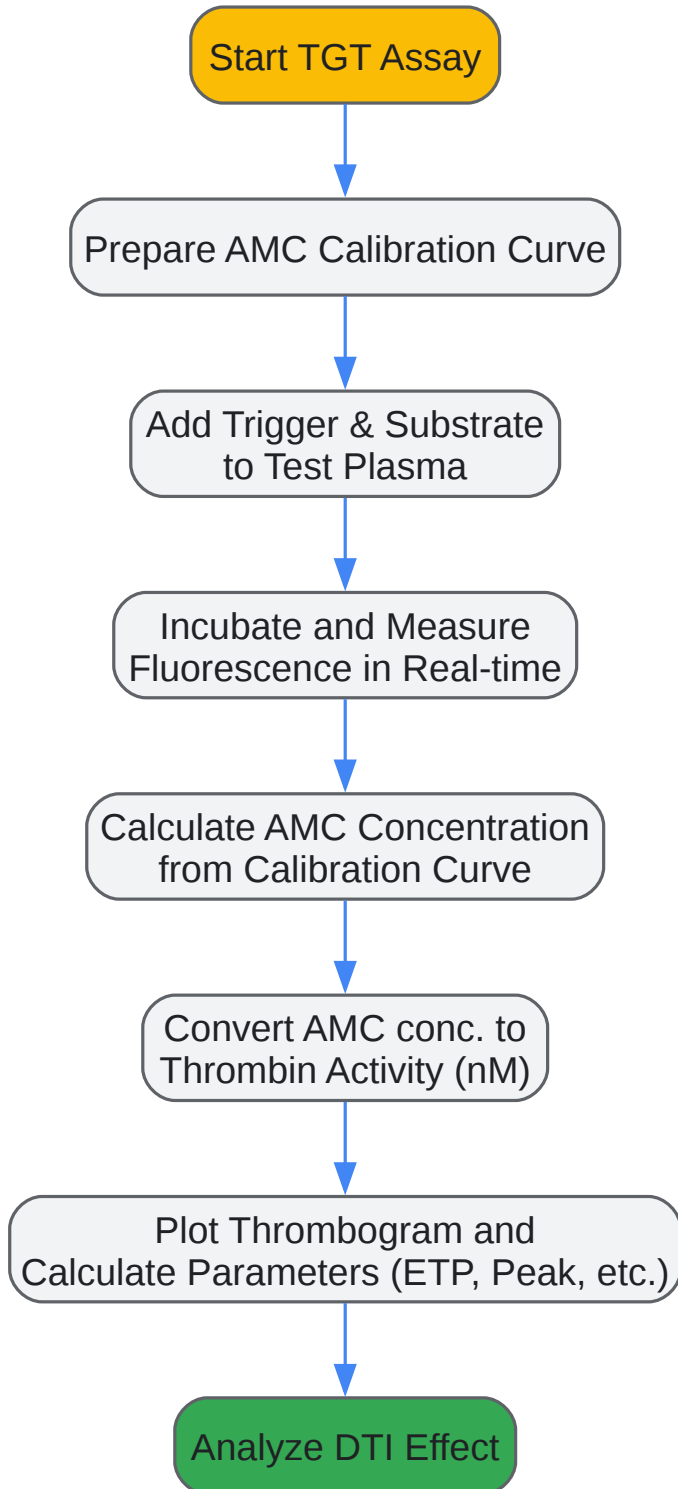 Start TGT Assay
Prepare AMC Calibration Curve
Add Trigger & Substrate
to Test Plasma
Incubate and Measure
Fluorescence in Real-time
Calculate AMC Concentration
from Calibration Curve
Convert AMC conc. to
Thrombin Activity (nM)
Plot Thrombogram and
Calculate Parameters (ETP, Peak, etc.)
Analyze DTI Effect